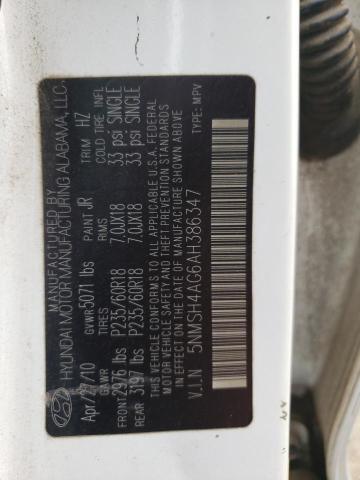 MANUFACTURED BY
HYUNDAI MOTOR MANUFACTURING ALABAMA, LLC.
Apr/27/10 GVWR 5071 lbs PAINT JR TRIM HZ
GAWR RIMS COLD TIRE INFL
FRONT 2976 lbs P235/60R18 7.0JX18 33 psi SINGLE
REAR 3197 lbs P235/60R18 7.0JX18 33 psi SINGLE
THIS VEHICLE CONFORMS TO ALL APPLICABLE U.S.A. FEDERAL
MOTOR VEHICLE SAFETY AND THEFT PREVENTION STANDARDS
IN EFFECT ON THE DATE OF MANUFACTURE SHOWN ABOVE.
V.I.N 5NMSH4AG6AH386347 TYPE: MPV